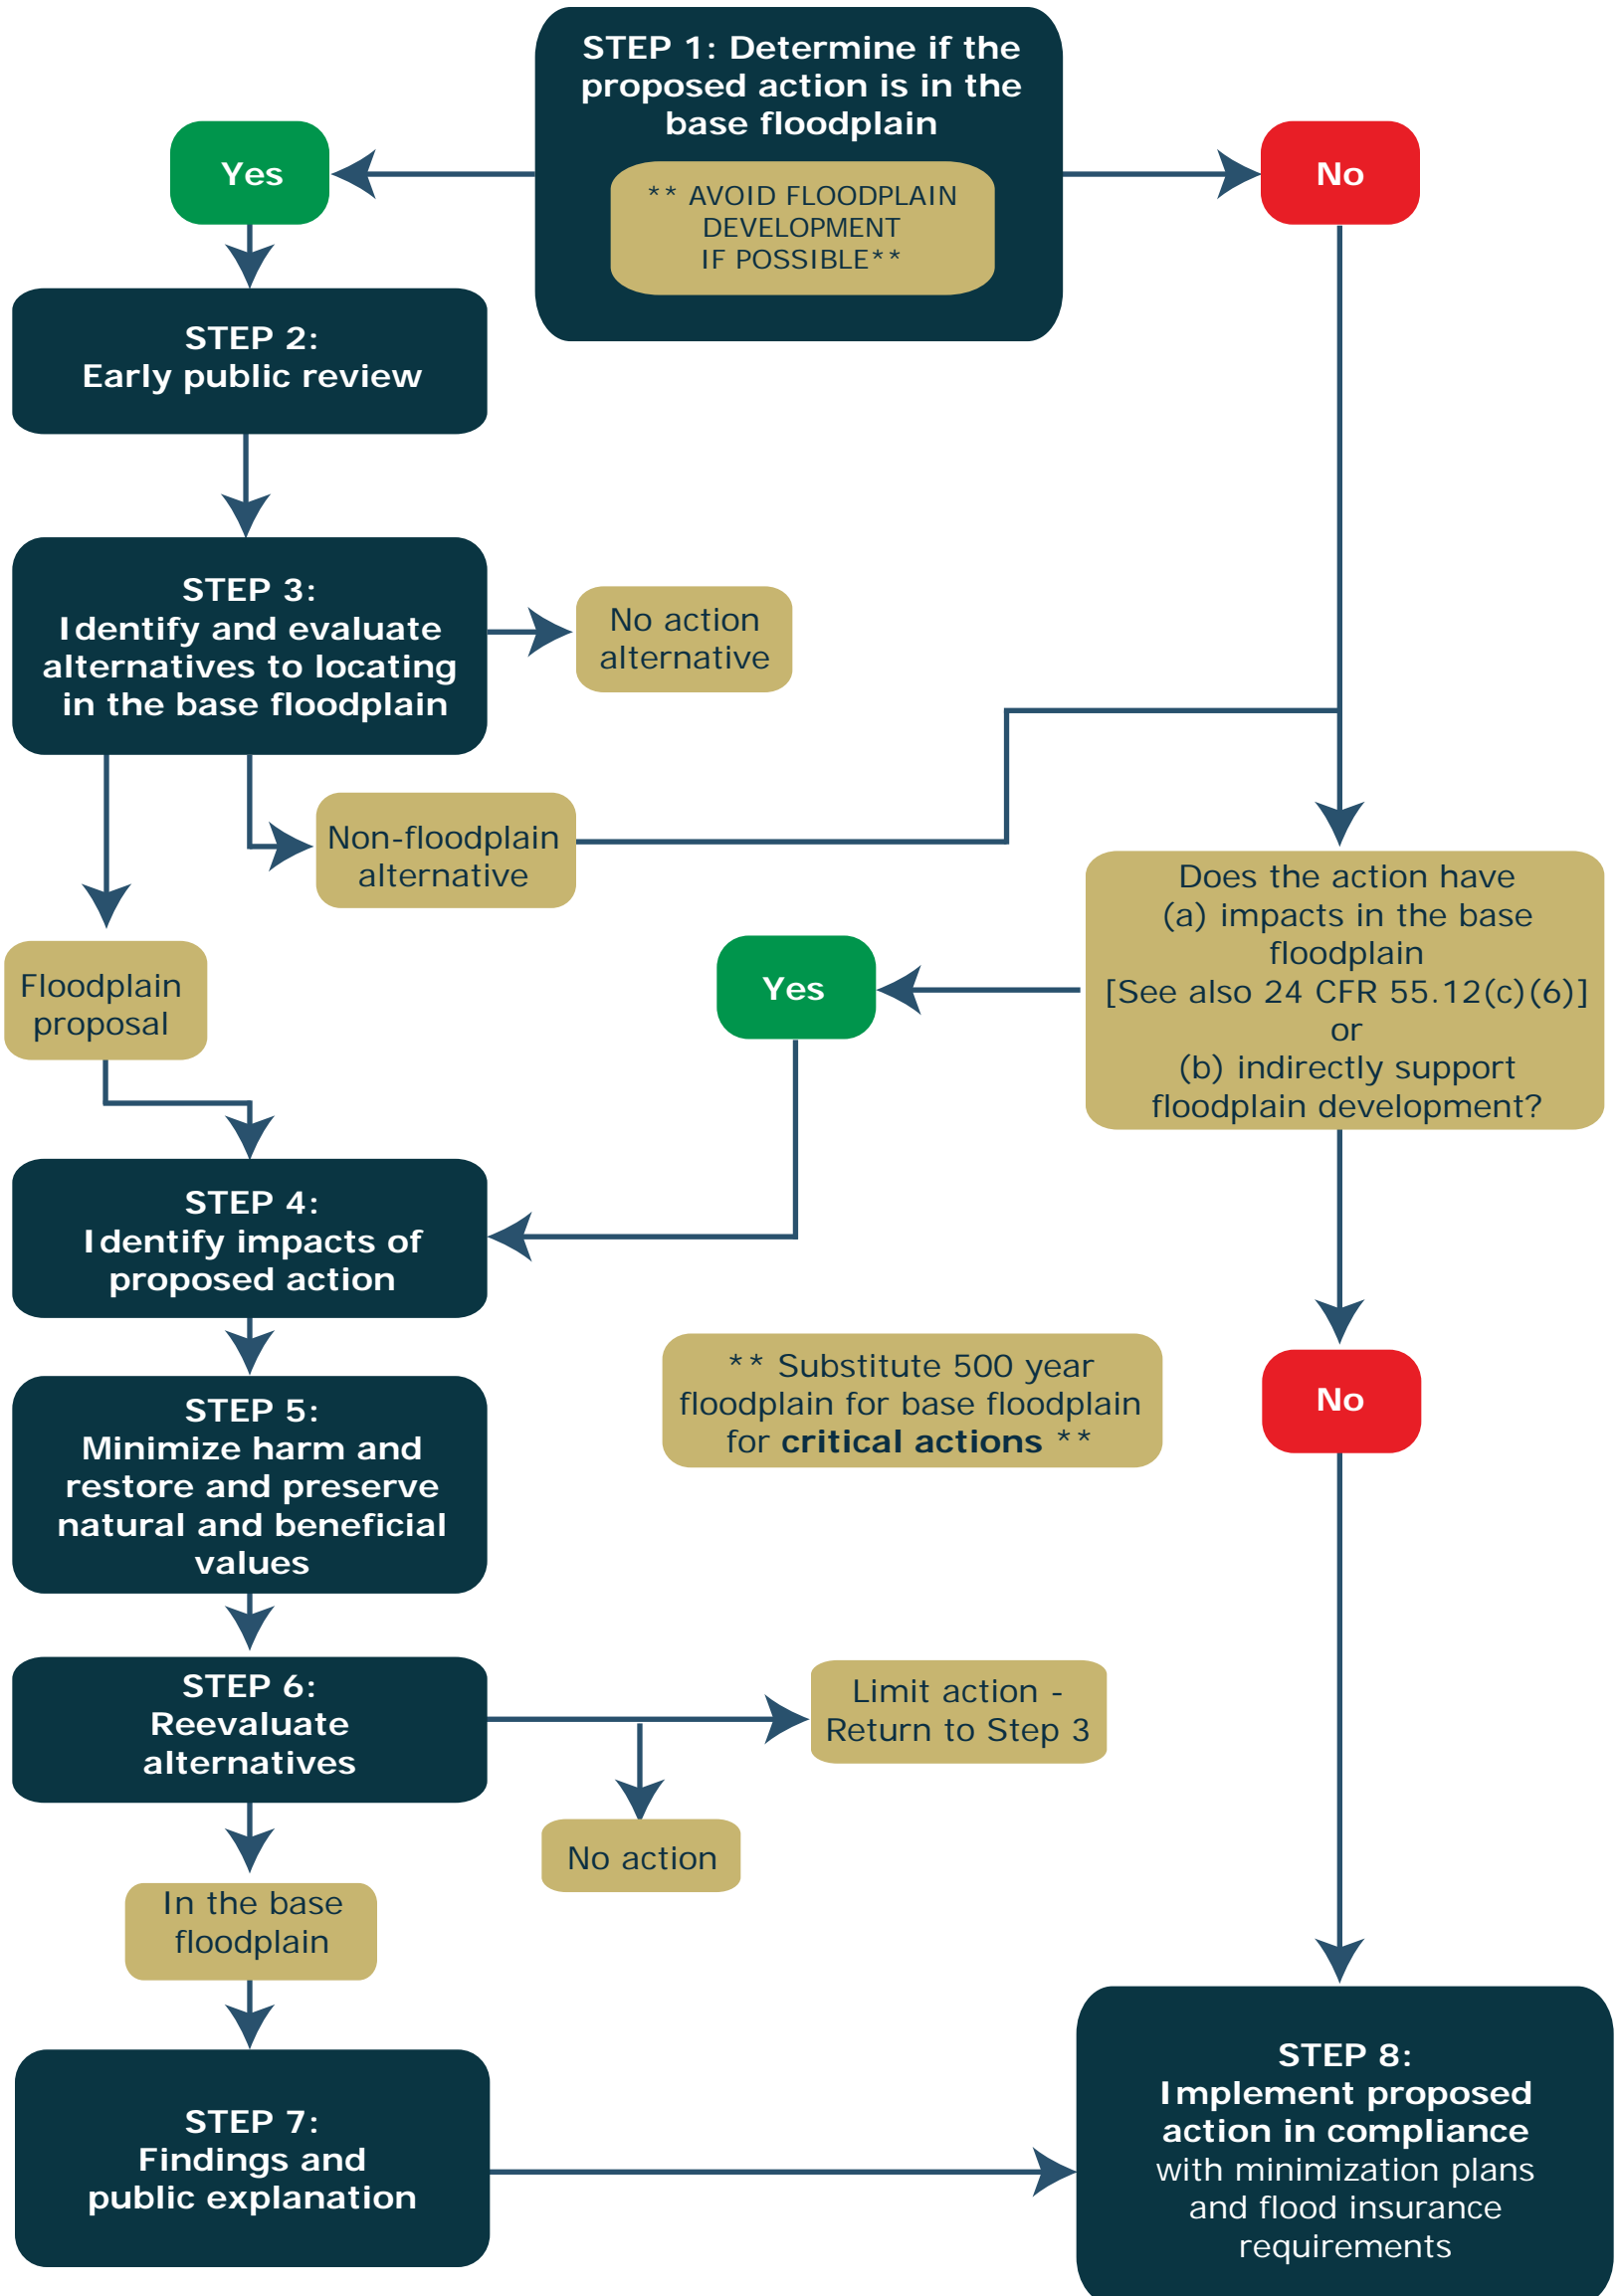 STEP 1: Determine if the
proposed action is in the
base floodplain
** AVOID FLOODPLAIN
DEVELOPMENT
IF POSSIBLE**
Yes
No
STEP 2:
Early public review
STEP 3:
Identify and evaluate
alternatives to locating
in the base floodplain
No action
alternative
Non-floodplain
alternative
Floodplain
proposal
Does the action have
(a) impacts in the base
floodplain
[See also 24 CFR 55.12(c)(6)]
or
(b) indirectly support
floodplain development?
Yes
STEP 4:
Identify impacts of
proposed action
** Substitute 500 year
floodplain for base floodplain
for critical actions **
No
STEP 5:
Minimize harm and
restore and preserve
natural and beneficial
values
STEP 6:
Reevaluate
alternatives
Limit action -
Return to Step 3
No action
In the base
floodplain
STEP 7:
Findings and
public explanation
STEP 8:
Implement proposed
action in compliance
with minimization plans
and flood insurance
requirements